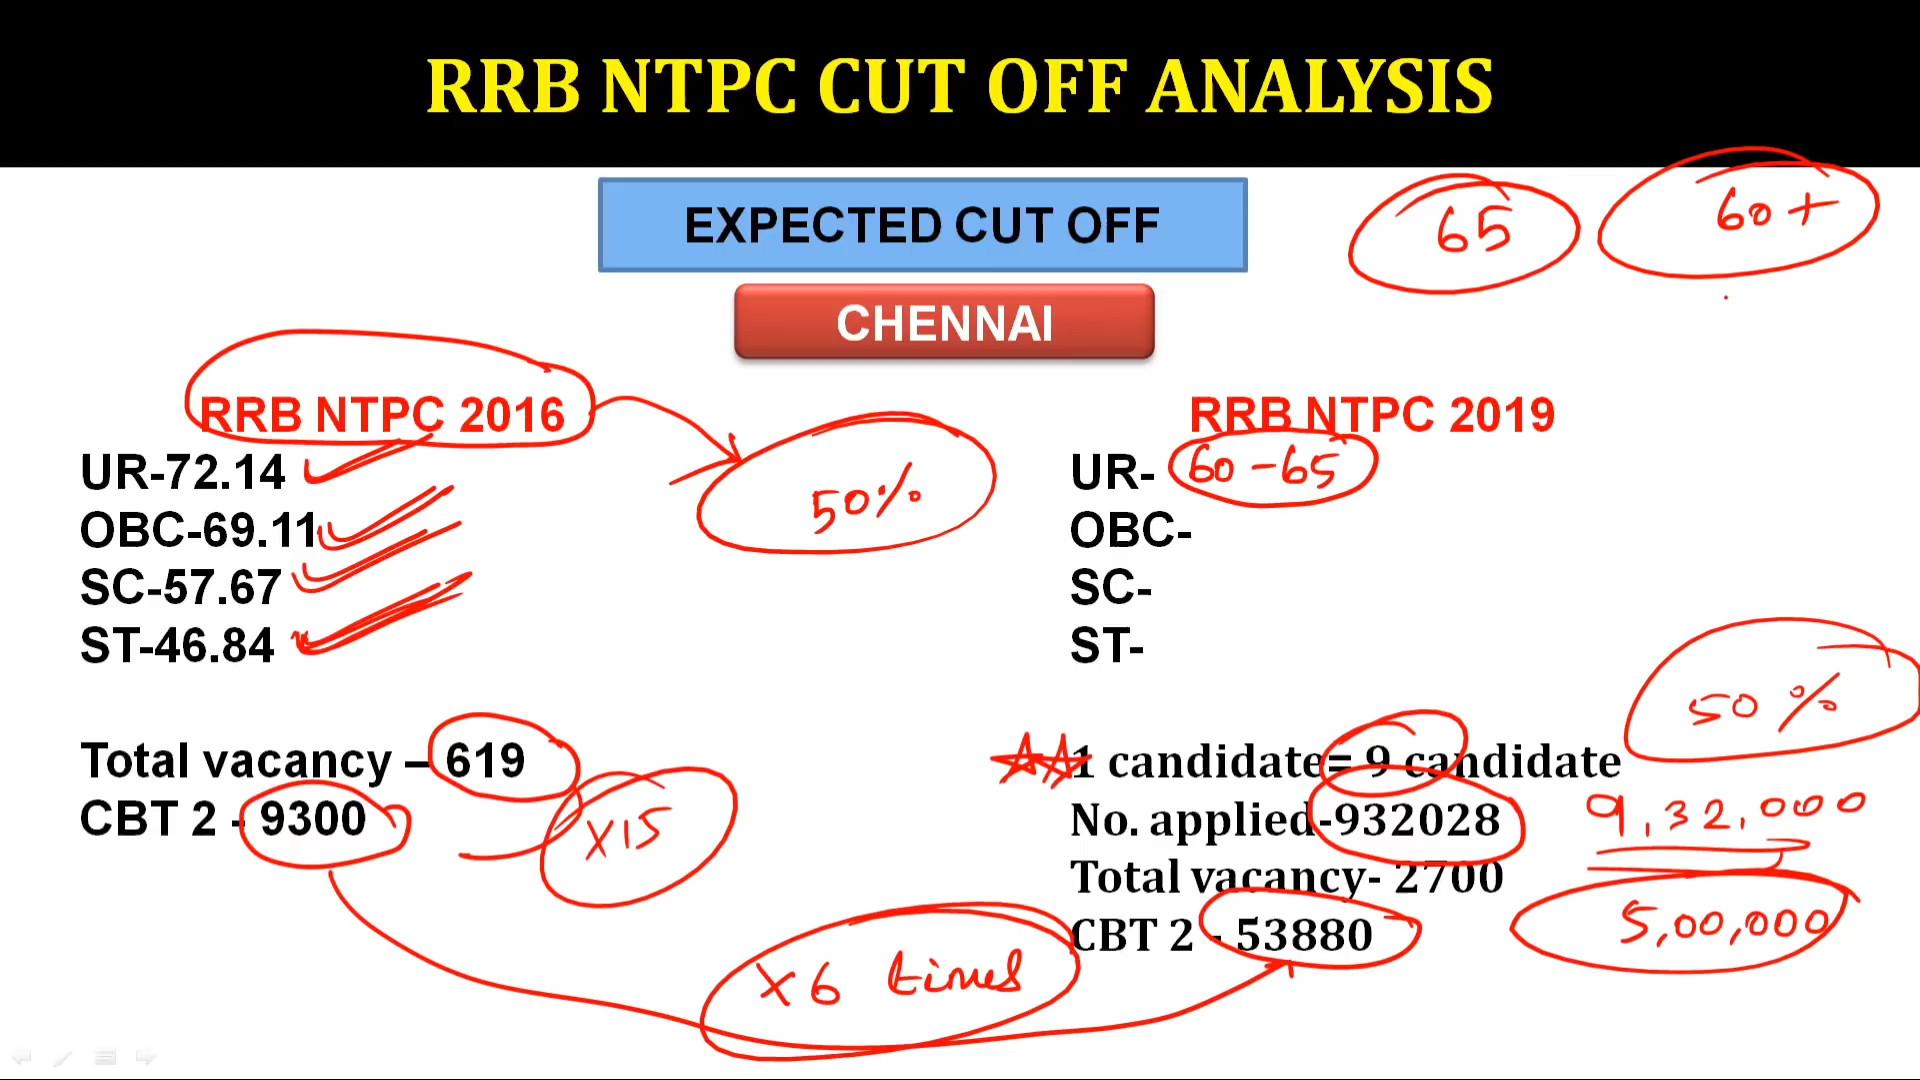 RRB NTPC CUT OFF ANALYSIS
EXPECTED CUT OFF
65
60+
CHENNAI
RRB NTPC 2016
UR-72.14
OBC-69.11
SC-57.67
ST-46.84
50%
Total vacancy – 619
CBT 2 - 9300
X15
X6 times
RRB NTPC 2019
UR- 60-65
OBC-
SC-
ST-
50%
1 candidate= 9 candidate
No. applied-932028
9,32,000
Total vacancy- 2700
CBT 2 - 53880
5,00,000